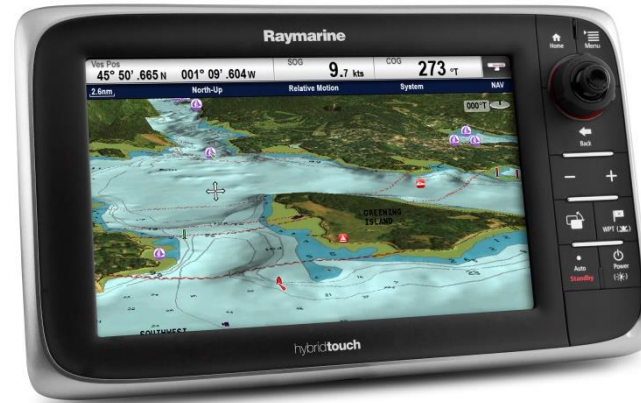 Raymarine
Home
Menu
Ves Pos
45° 50' .665 N 001° 09' .604 W
SOG
9.7 kts
COG
273 °T
2.6nm
North-Up
Relative Motion
System
NAV
000°T
Back
GREENING
ISLAND
WPT
Auto
Standby
Power
SOUTHWEST
hybridtouch